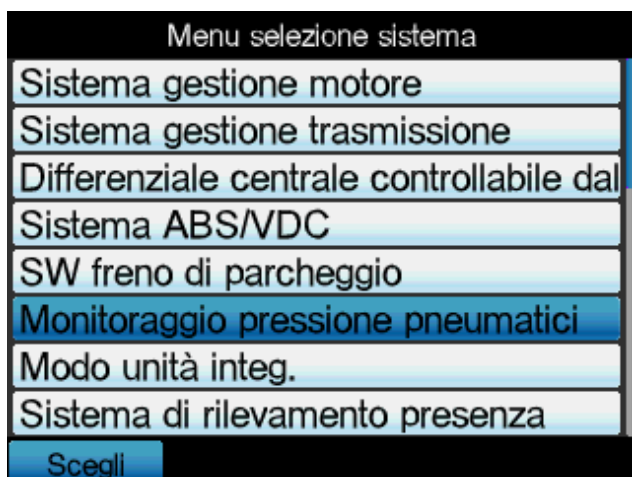 Menu selezione sistema
Sistema gestione motore
Sistema gestione trasmissione
Differenziale centrale controllabile dal
Sistema ABS/VDC
SW freno di parcheggio
Monitoraggio pressione pneumatici
Modo unità integ.
Sistema di rilevamento presenza
Scegli